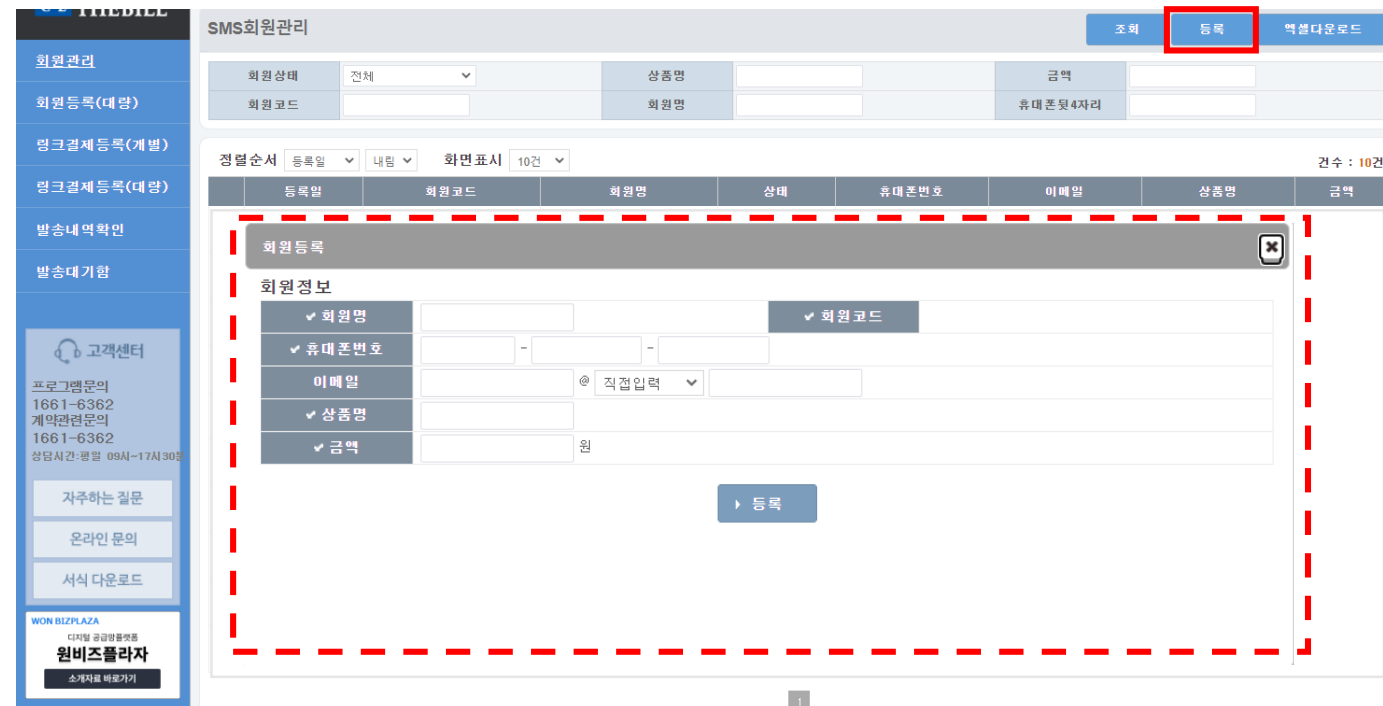 THEBILL
회원관리
회원등록(대량)
링크결제등록(개별)
링크결제등록(대량)
발송내역확인
발송대기함
고객센터
프로그램문의
1661-6362
계약관련문의
1661-6362
상담시간:평일 09시~17시30분
자주하는 질문
온라인 문의
서식 다운로드
WON BIZPLAZA
디지털 공급망플랫폼
원비즈플라자
소개자료 바로가기
SMS회원관리 조회 등록 엑셀다운로드
회원상태 전체 상품명 금액
회원코드 회원명 휴대폰뒷4자리
정렬순서 등록일 내림 화면표시 10건 건수 : 10건
등록일 회원코드 회원명 상태 휴대폰번호 이메일 상품명 금액
회원등록
회원정보
회원명 회원코드
휴대폰번호 - -
이메일 @ 직접입력
상품명
금액 원
등록
1